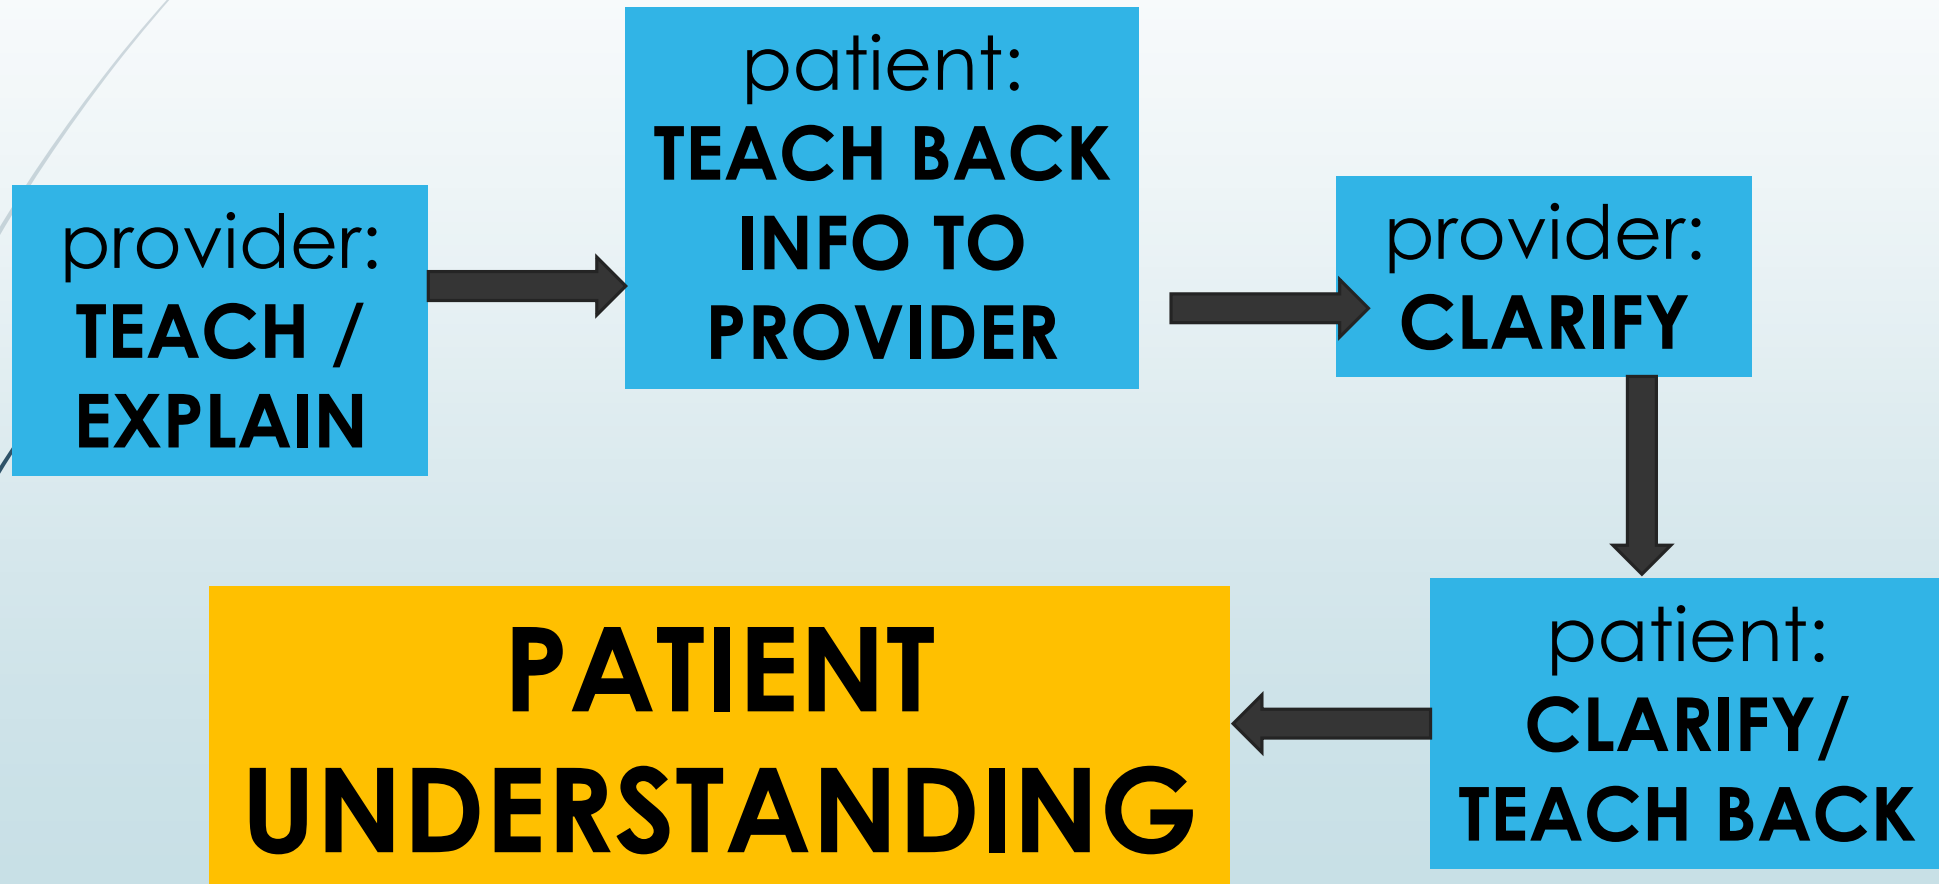 provider:
TEACH /
EXPLAIN
patient:
TEACH BACK
INFO TO
PROVIDER
provider:
CLARIFY
patient:
CLARIFY/
TEACH BACK
PATIENT
UNDERSTANDING